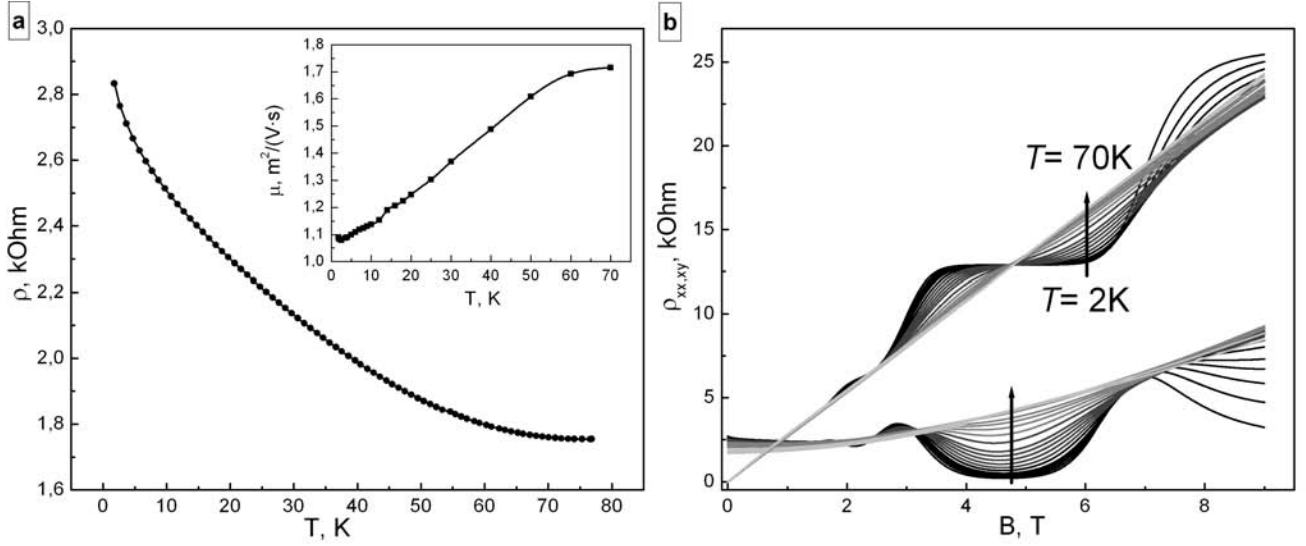 a
3,0
2,8
2,6
2,4
2,2
2,0
1,8
1,6
ρ, kOhm
0 10 20 30 40 50 60 70 80
T, K
1,8
1,7
1,6
1,5
1,4
1,3
1,2
1,1
1,0
μ, m²/(V·s)
0 10 20 30 40 50 60 70
T, K
b
25
20
15
10
5
0
ρxx,xy, kOhm
T= 70K
T= 2K
0 2 4 6 8
B, T